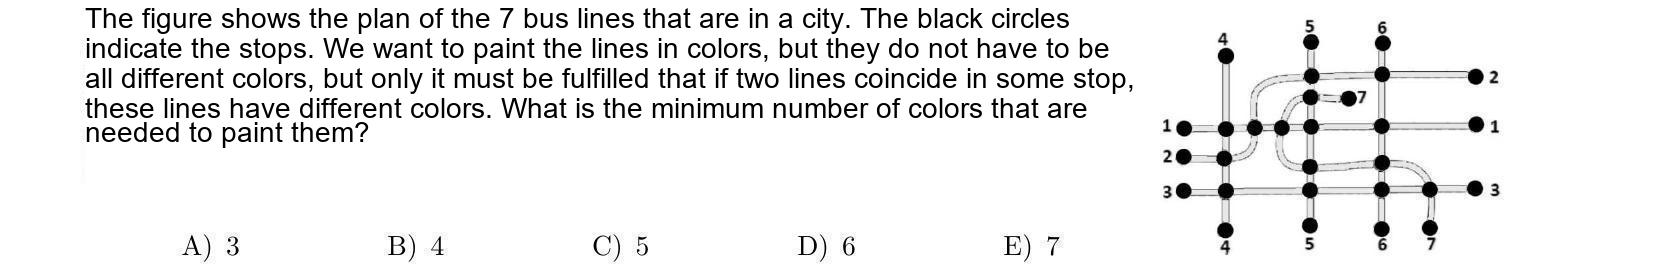 The figure shows the plan of the 7 bus lines that are in a city. The black circles
indicate the stops. We want to paint the lines in colors, but they do not have to be
all different colors, but only it must be fulfilled that if two lines coincide in some stop,
these lines have different colors. What is the minimum number of colors that are
needed to paint them?
A) 3 B) 4 C) 5 D) 6 E) 7
4 5 6
2
7
1 1
2
3 3
4 5 6 7